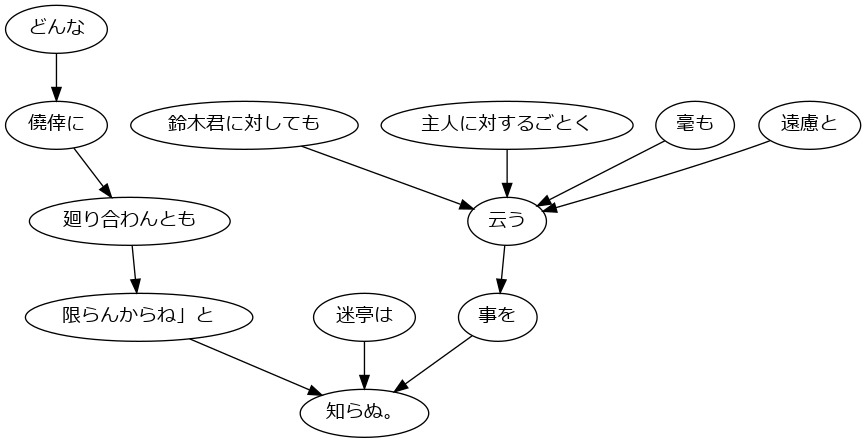 どんな
僥倖に
鈴木君に対しても
主人に対するごとく
毫も
遠慮と
廻り合わんとも
云う
限らんからね」と
迷亭は
事を
知らぬ。